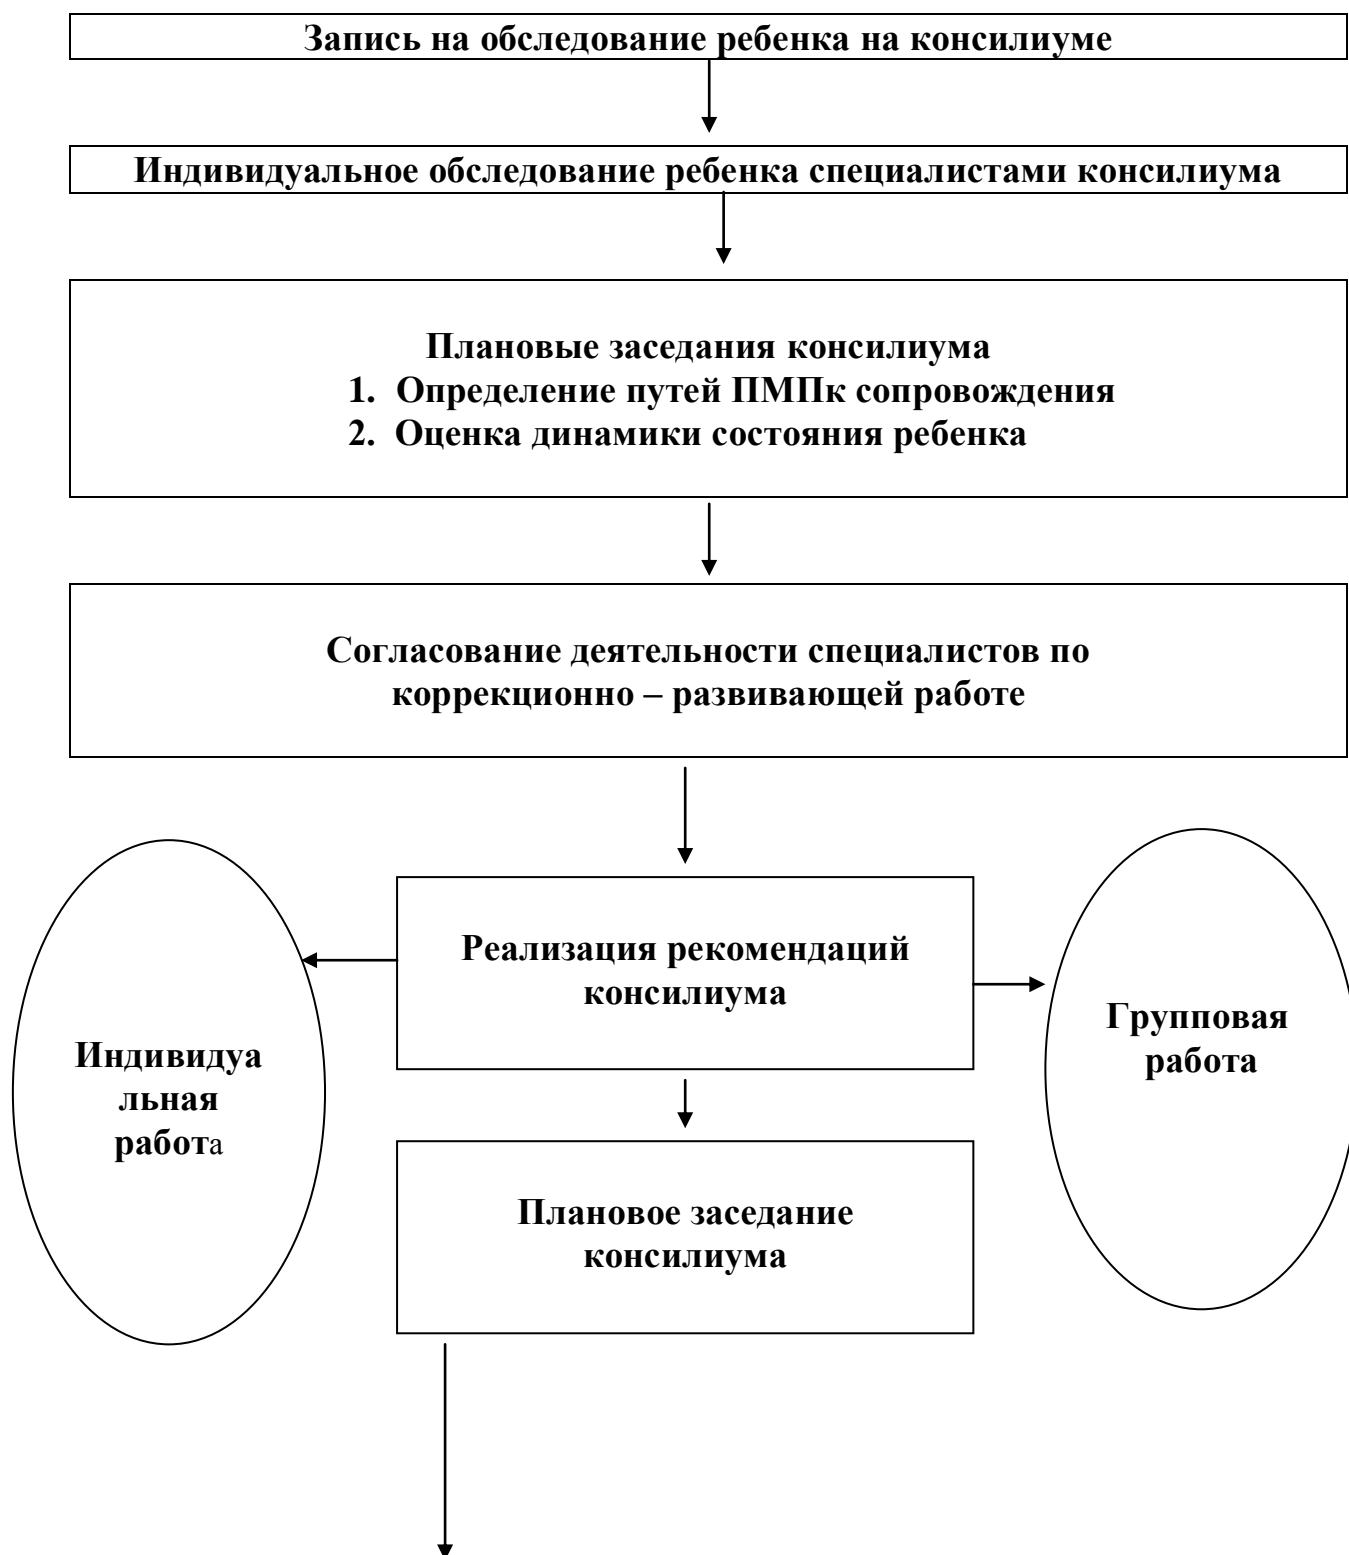 Запись на обследование ребенка на консилиуме
Индивидуальное обследование ребенка специалистами консилиума
Плановые заседания консилиума
1. Определение путей ПМПк сопровождения
2. Оценка динамики состояния ребенка
Согласование деятельности специалистов по
коррекционно – развивающей работе
Реализация рекомендаций
консилиума
Индивидуа
льная
работа
Групповая
работа
Плановое заседание
консилиума